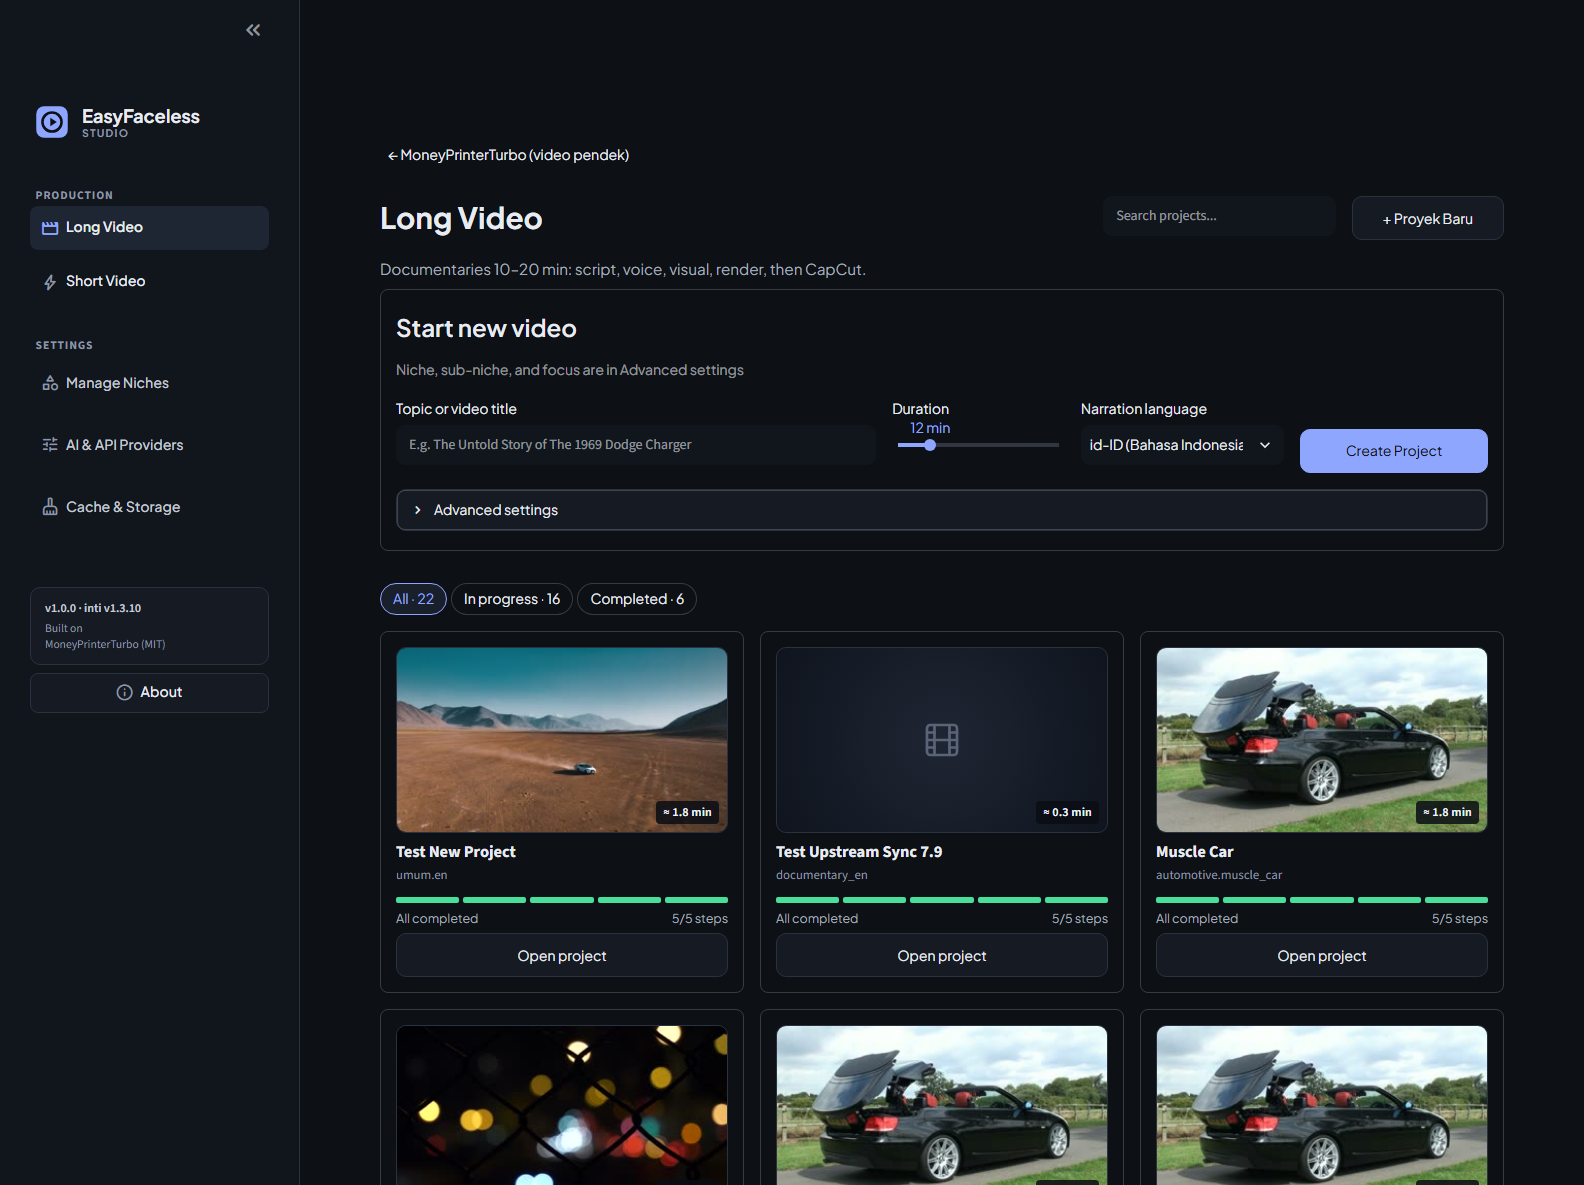 EasyFaceless
STUDIO
PRODUCTION
Long Video
Short Video
SETTINGS
Manage Niches
AI & API Providers
Cache & Storage
v1.0.0 · inti v1.3.10
Built on
MoneyPrinterTurbo (MIT)
About
← MoneyPrinterTurbo (video pendek)
Long Video
Search projects...
+ Proyek Baru
Documentaries 10–20 min: script, voice, visual, render, then CapCut.
Start new video
Niche, sub-niche, and focus are in Advanced settings
Topic or video title
E.g. The Untold Story of The 1969 Dodge Charger
Duration
12 min
Narration language
id-ID (Bahasa Indonesia
Create Project
Advanced settings
All · 22
In progress · 16
Completed · 6
≈ 1.8 min
Test New Project
umum.en
All completed
5/5 steps
Open project
≈ 0.3 min
Test Upstream Sync 7.9
documentary_en
All completed
5/5 steps
Open project
≈ 1.8 min
Muscle Car
automotive.muscle_car
All completed
5/5 steps
Open project